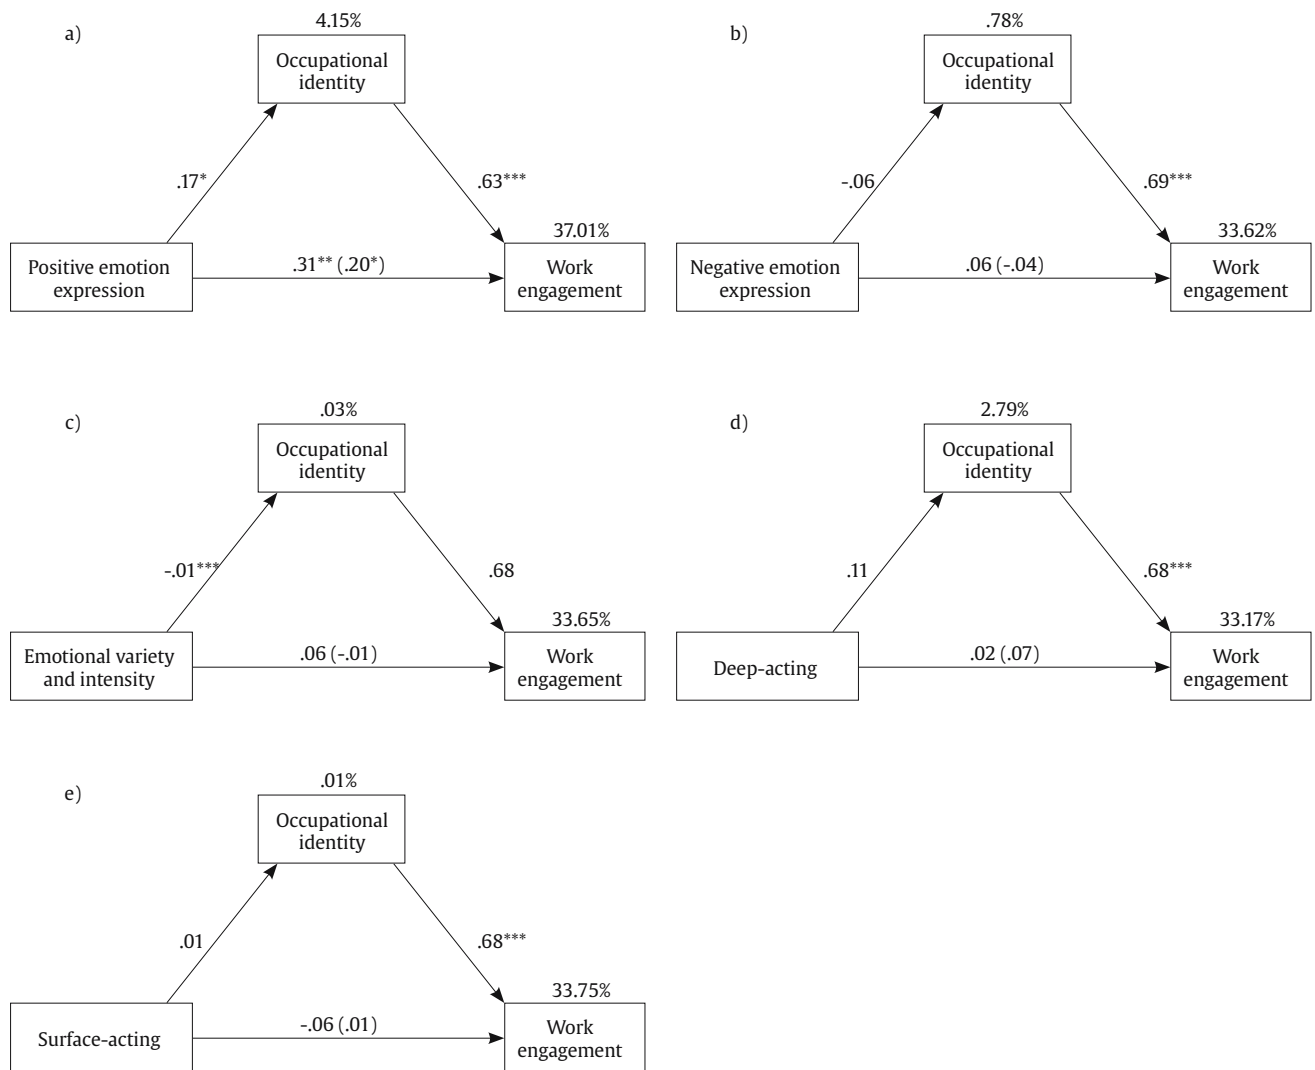 a)
4.15%
Occupational
identity
.17*
.63***
37.01%
Positive emotion
expression
.31** (.20*)
Work
engagement
b)
.78%
Occupational
identity
-.06
.69***
33.62%
Negative emotion
expression
.06 (-.04)
Work
engagement
c)
.03%
Occupational
identity
-.01***
.68
33.65%
Emotional variety
and intensity
.06 (-.01)
Work
engagement
d)
2.79%
Occupational
identity
.11
.68***
33.17%
Deep-acting
.02 (.07)
Work
engagement
e)
.01%
Occupational
identity
.01
.68***
33.75%
Surface-acting
-.06 (.01)
Work
engagement